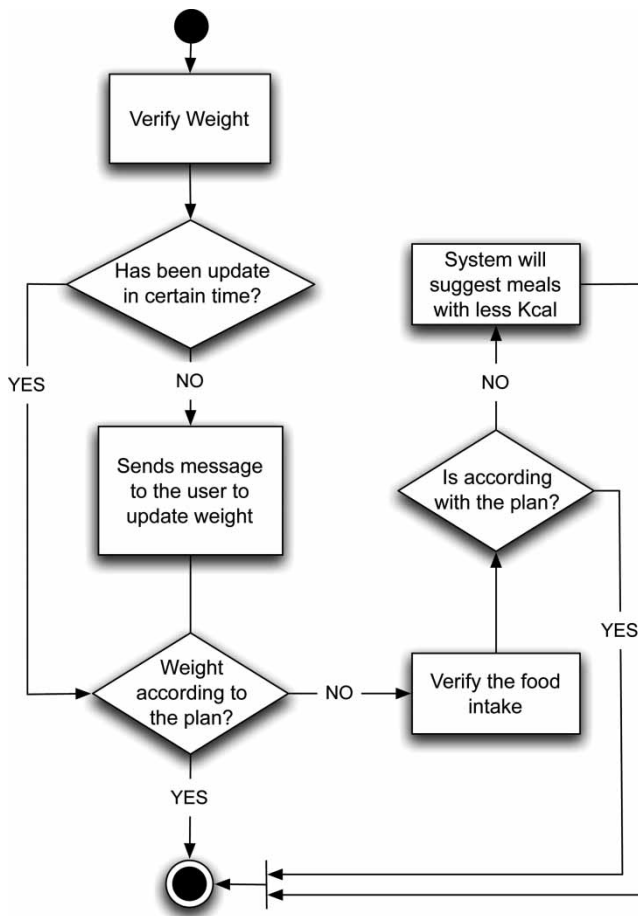 Verify Weight
Has been update
in certain time?
YES
NO
Sends message
to the user to
update weight
Weight
according to
the plan?
NO
YES
Verify the food
intake
Is according
with the plan?
YES
NO
System will
suggest meals
with less Kcal